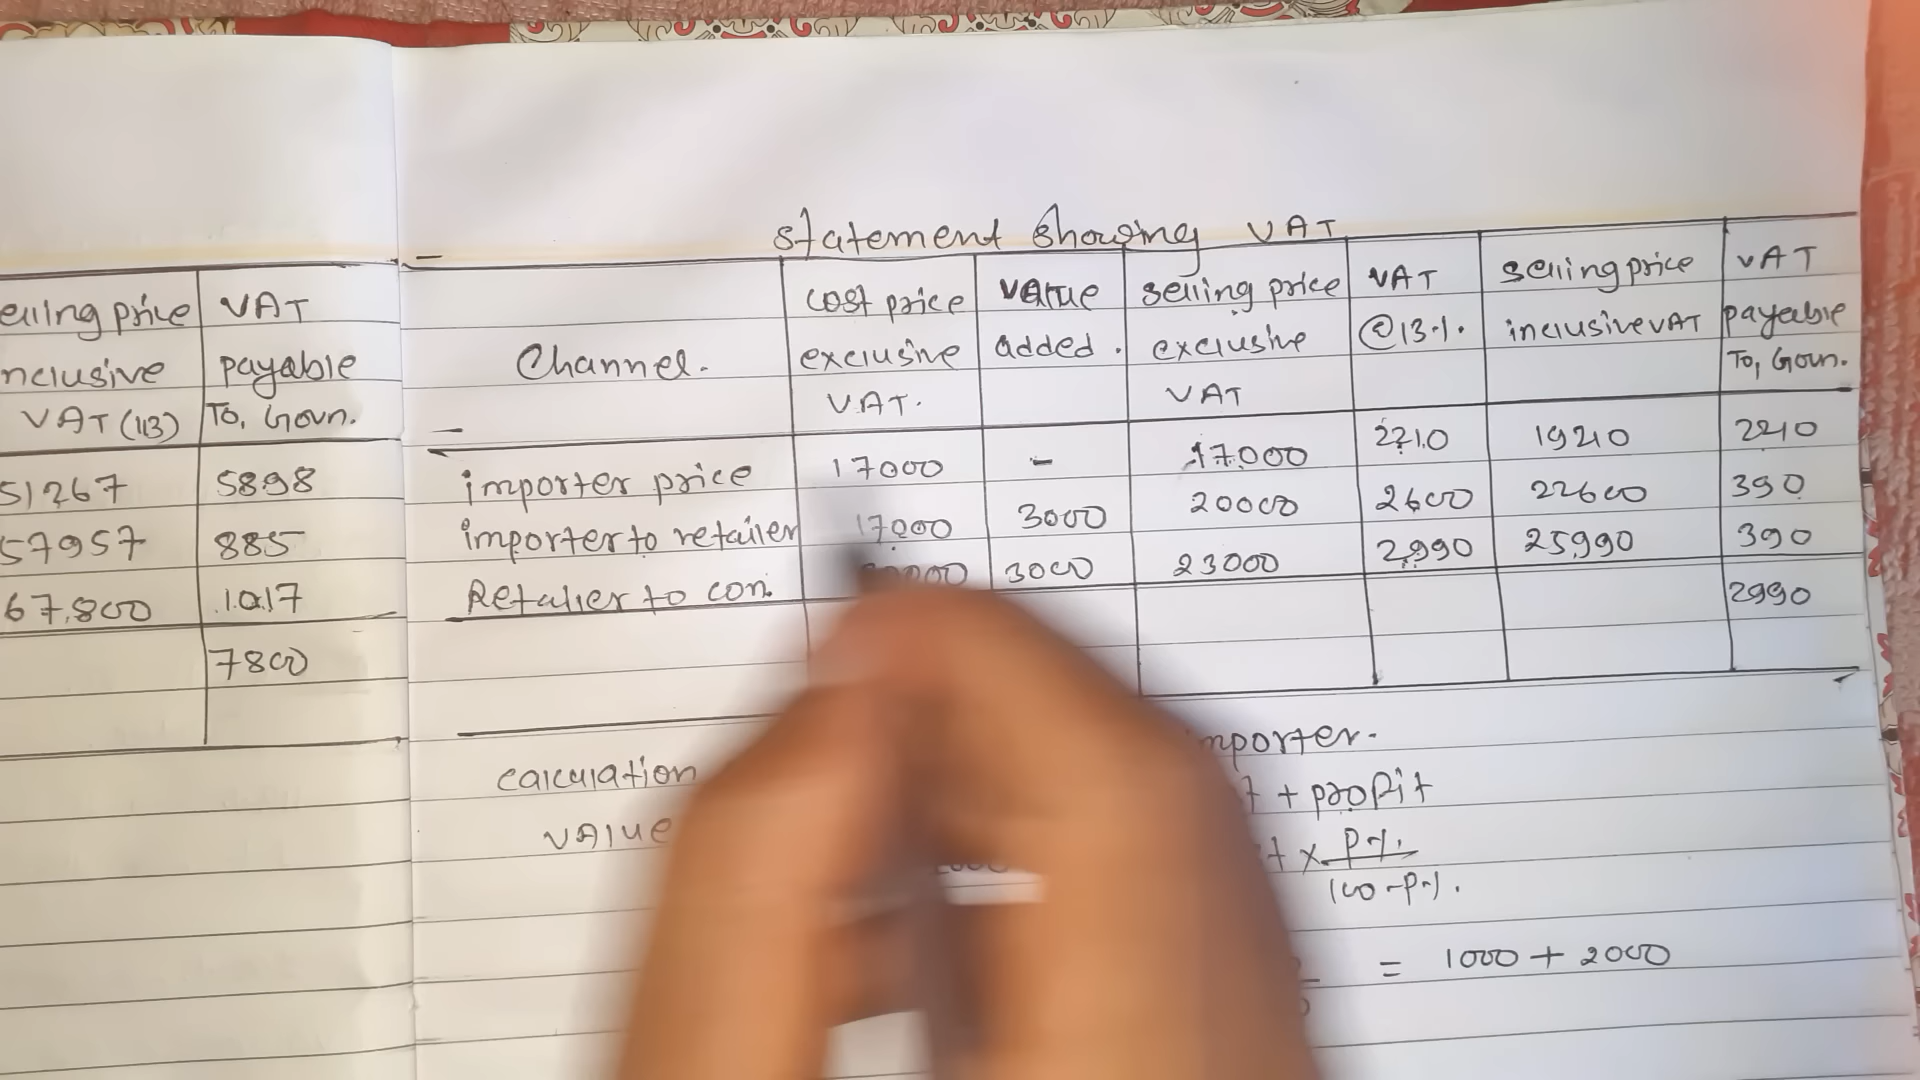 statement showing VAT
elling price VAT
nclusive payable
VAT (113) To, Govn.
51267 5898
57957 885
67,800 1017
7800
Channel. cost price exclusive VAT. value added. selling price exclusive VAT VAT @13%. selling price inclusive VAT VAT payable To, Govn.
importer price 17000 - 17000 2210 19210 2210
importer to retailer 17000 3000 20000 2600 22600 390
Retalier to con. 3000 23000 2990 25990 390
2990
calculation mporter.
value + profit
x P%.
100-P%.
= 1000 + 2000